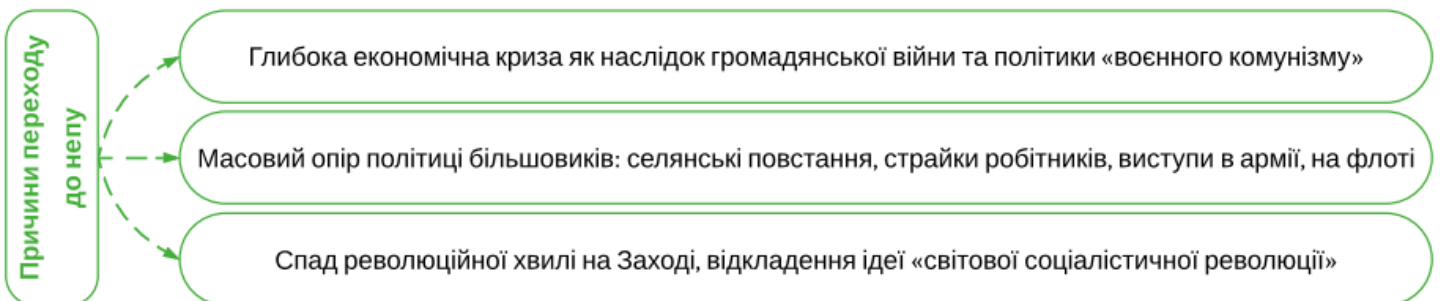 Причини переходу
до непу
Глибока економічна криза як наслідок громадянської війни та політики «воєнного комунізму»
Масовий опір політиці більшовиків: селянські повстання, страйки робітників, виступи в армії, на флоті
Спад революційної хвилі на Заході, відкладення ідеї «світової соціалістичної революції»